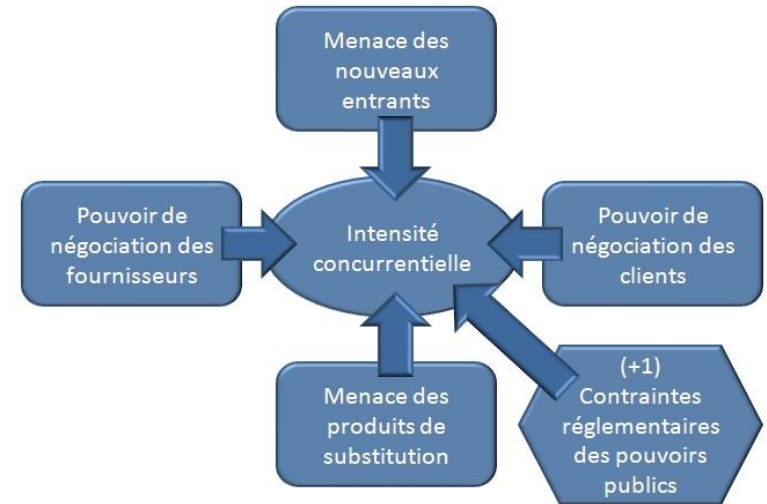 Menace des
nouveaux
entrants
Pouvoir de
négociation des
fournisseurs
Intensité
concurrentielle
Pouvoir de
négociation des
clients
Menace des
produits de
substitution
(+1)
Contraintes
réglementaires
des pouvoirs
publics